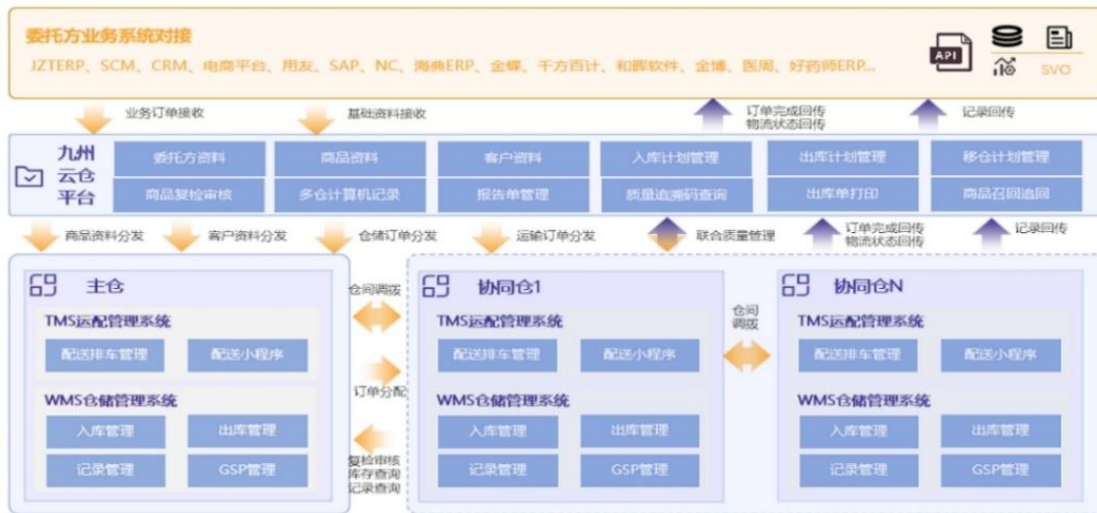 委托方业务系统对接
JZTERP、SCM、CRM、电商平台、用友、SAP、NC、海典ERP、金蝶、千方百计、和晖软件、金博、医周、好药师ERP...
API
SVO
业务订单接收
基础资料接收
订单完成回传
物流状态回传
记录回传
九州
云仓
平台
委托方资料
商品资料
客户资料
入库计划管理
出库计划管理
移仓计划管理
商品复检审核
多仓计算机记录
报告单管理
质量追溯码查询
出库单打印
商品召回追回
商品资料分发
客户资料分发
仓储订单分发
运输订单分发
联合质量管理
订单完成回传
物流状态回传
记录回传
主仓
TMS运配管理系统
配送排车管理
配送小程序
WMS仓储管理系统
入库管理
出库管理
记录管理
GSP管理
仓间调拨
订单分配
复检审核
库存查询
记录查询
协同仓1
TMS运配管理系统
配送排车管理
配送小程序
WMS仓储管理系统
入库管理
出库管理
记录管理
GSP管理
仓间
调拨
协同仓N
TMS运配管理系统
配送排车管理
配送小程序
WMS仓储管理系统
入库管理
出库管理
记录管理
GSP管理